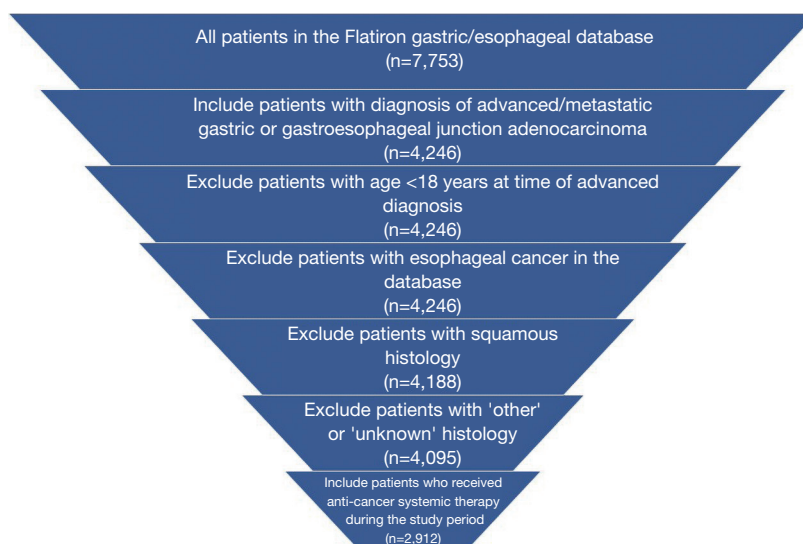 All patients in the Flatiron gastric/esophageal database
(n=7,753)
Include patients with diagnosis of advanced/metastatic
gastric or gastroesophageal junction adenocarcinoma
(n=4,246)
Exclude patients with age <18 years at time of advanced
diagnosis
(n=4,246)
Exclude patients with esophageal cancer in the
database
(n=4,246)
Exclude patients with squamous
histology
(n=4,188)
Exclude patients with 'other'
or 'unknown' histology
(n=4,095)
Include patients who received
anti-cancer systemic therapy
during the study period
(n=2,912)